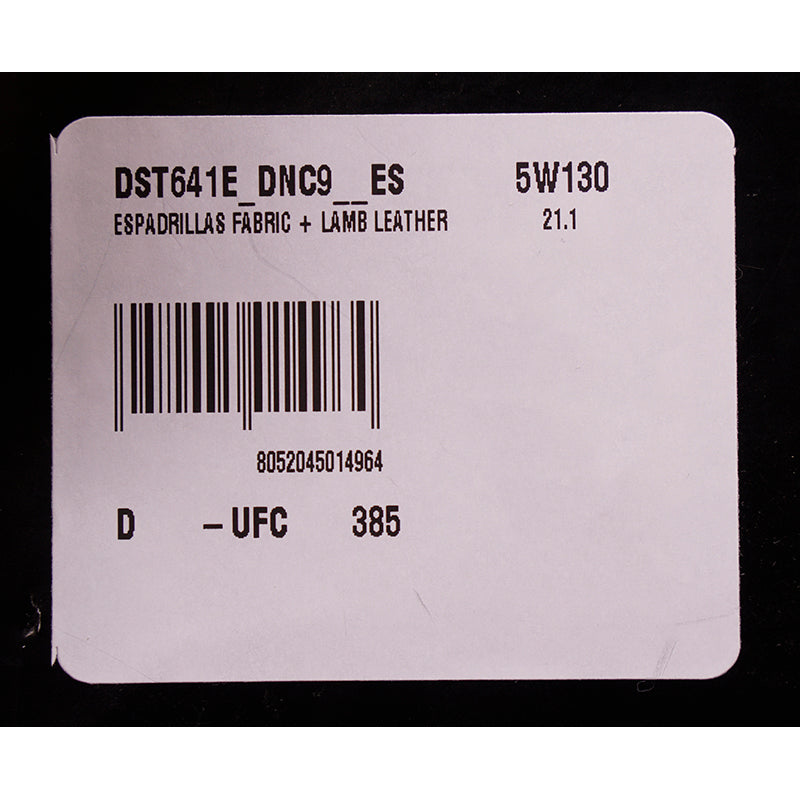 DST641E_DNC9__ES 5W130
ESPADRILLAS FABRIC + LAMB LEATHER 21.1
8052045014964
D –UFC 385